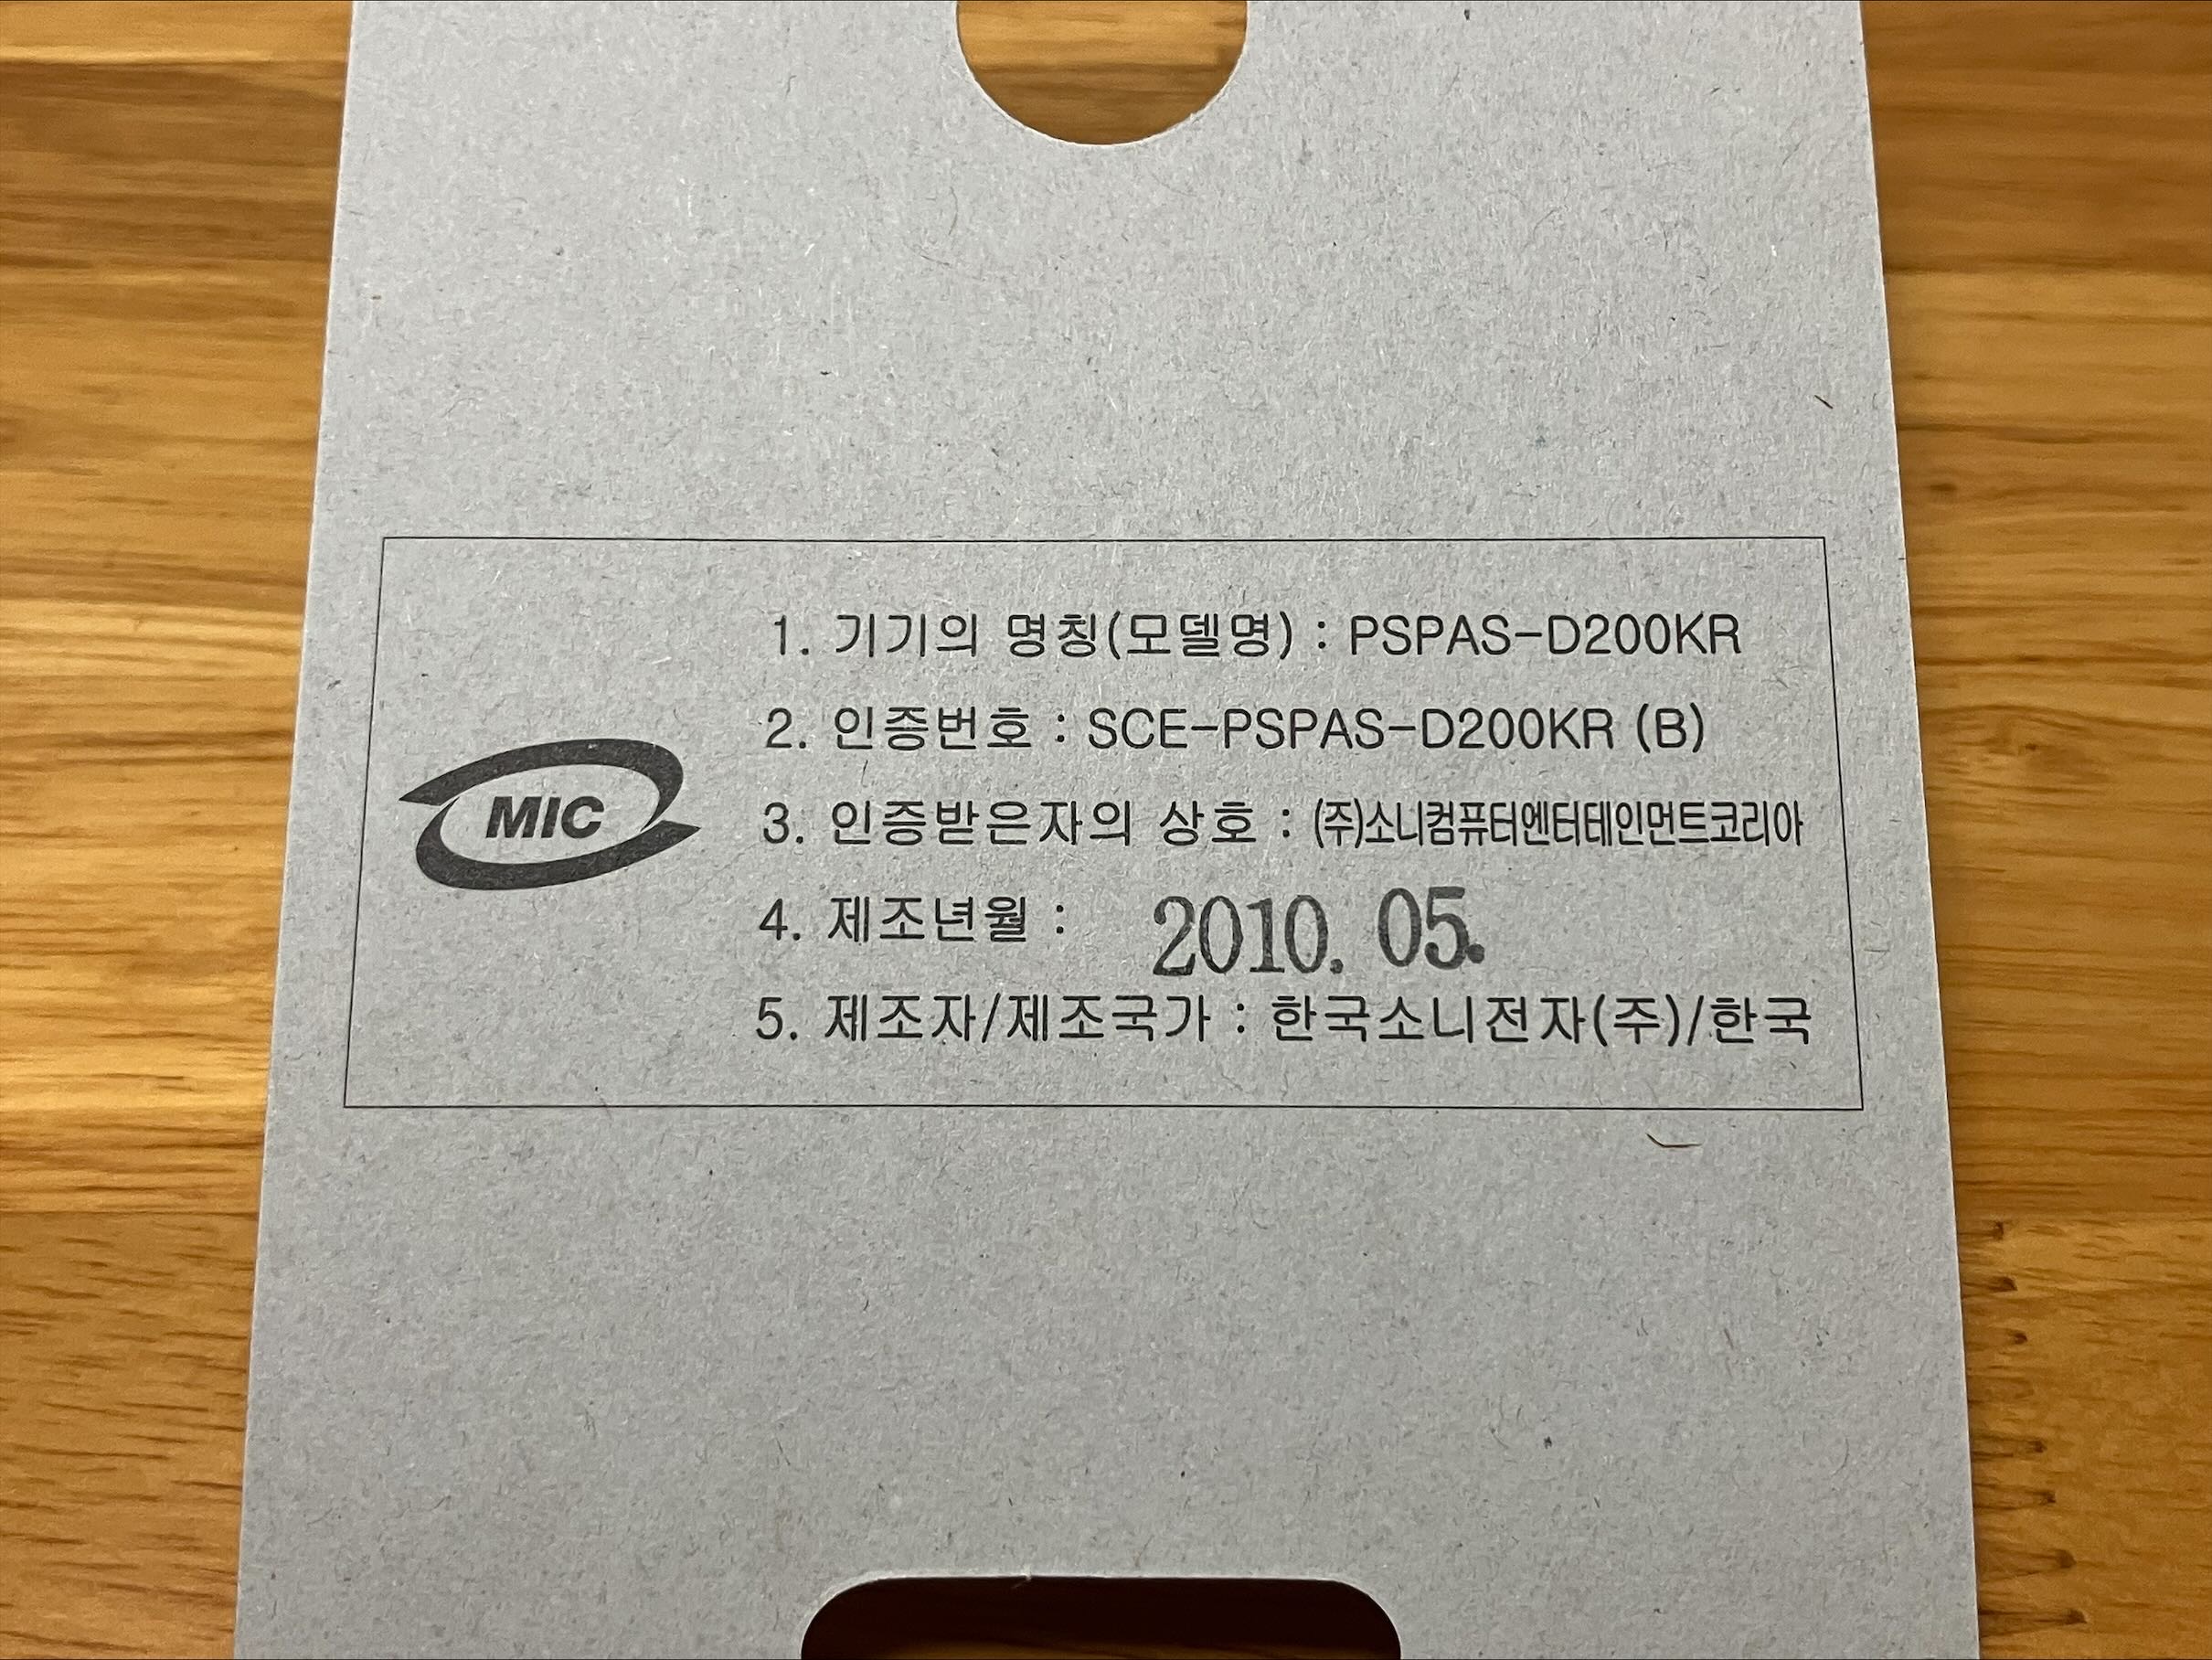 1. 기기의 명칭(모델명) : PSPAS-D200KR
2. 인증번호 : SCE-PSPAS-D200KR (B)
MIC
3. 인증받은자의 상호 : (주)소니컴퓨터엔터테인먼트코리아
4. 제조년월 : 2010. 05.
5. 제조자/제조국가 : 한국소니전자(주)/한국